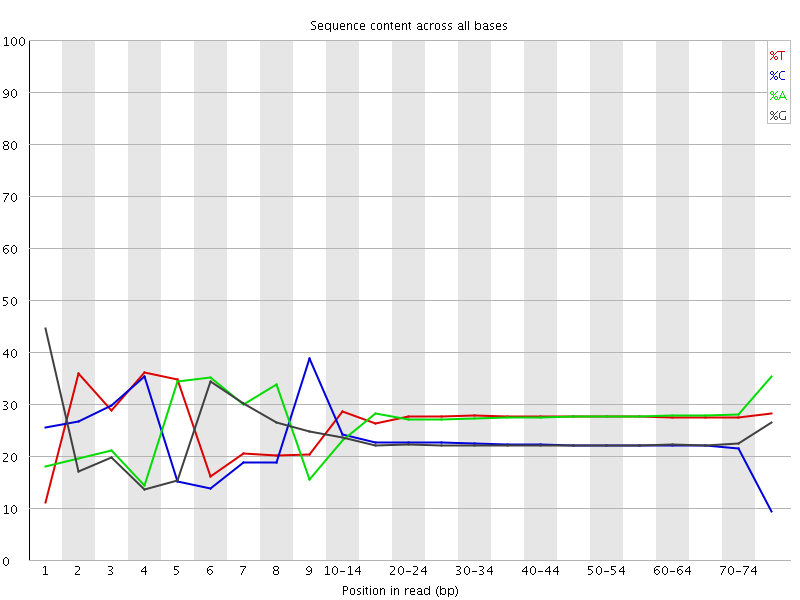 Sequence content across all bases
100
90
80
70
60
50
40
30
20
10
0
%T
%C
%A
%G
1 2 3 4 5 6 7 8 9 10-14 20-24 30-34 40-44 50-54 60-64 70-74
Position in read (bp)